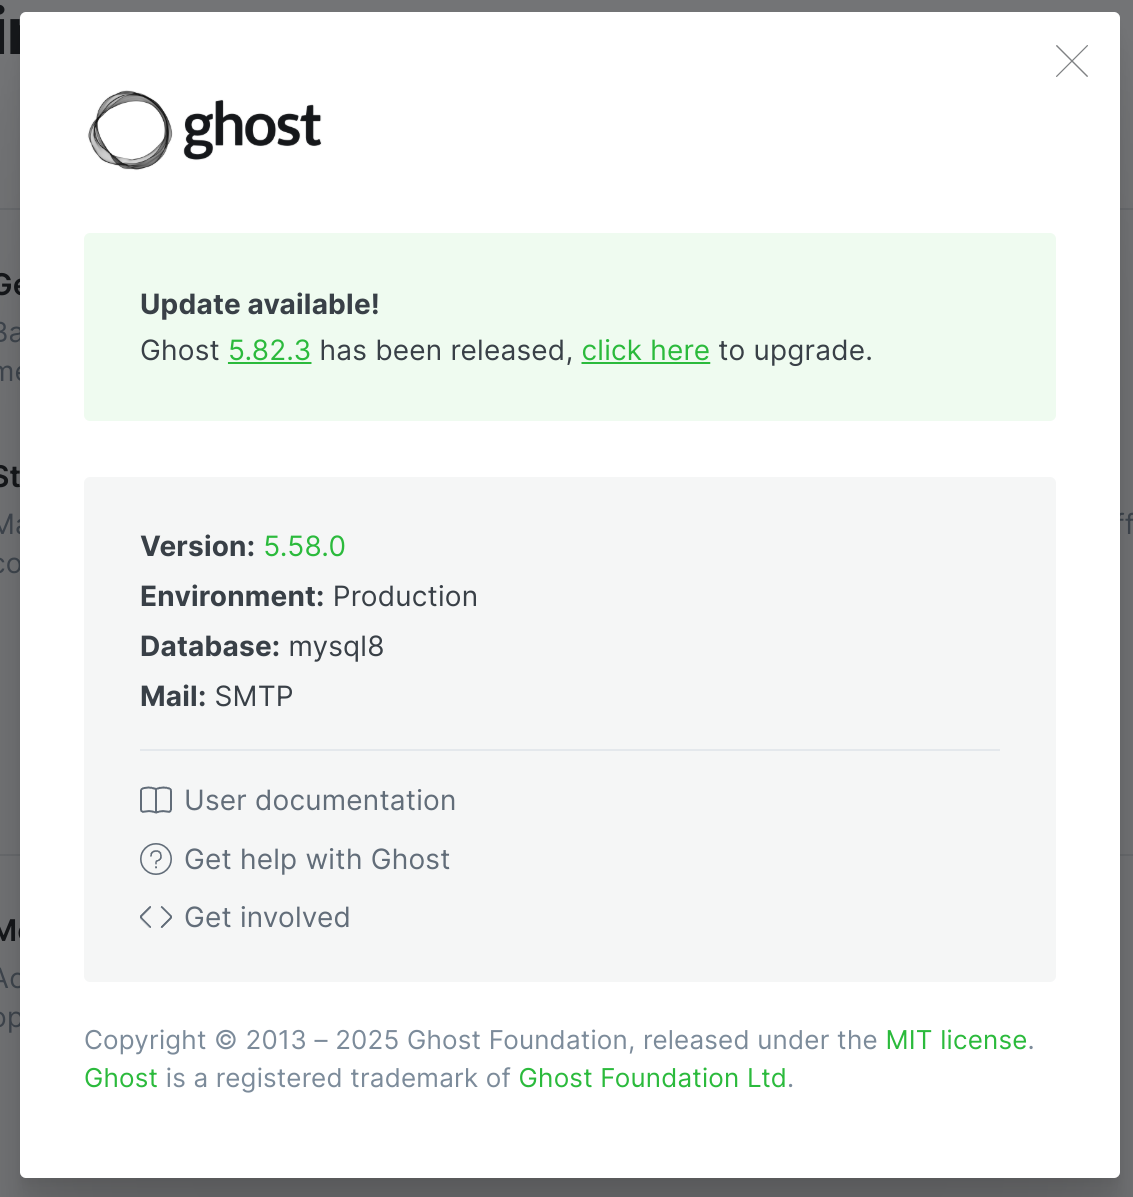 ghost
Update available!
Ghost 5.82.3 has been released, click here to upgrade.
Version: 5.58.0
Environment: Production
Database: mysql8
Mail: SMTP
User documentation
Get help with Ghost
Get involved
Copyright © 2013 – 2025 Ghost Foundation, released under the MIT license.
Ghost is a registered trademark of Ghost Foundation Ltd.